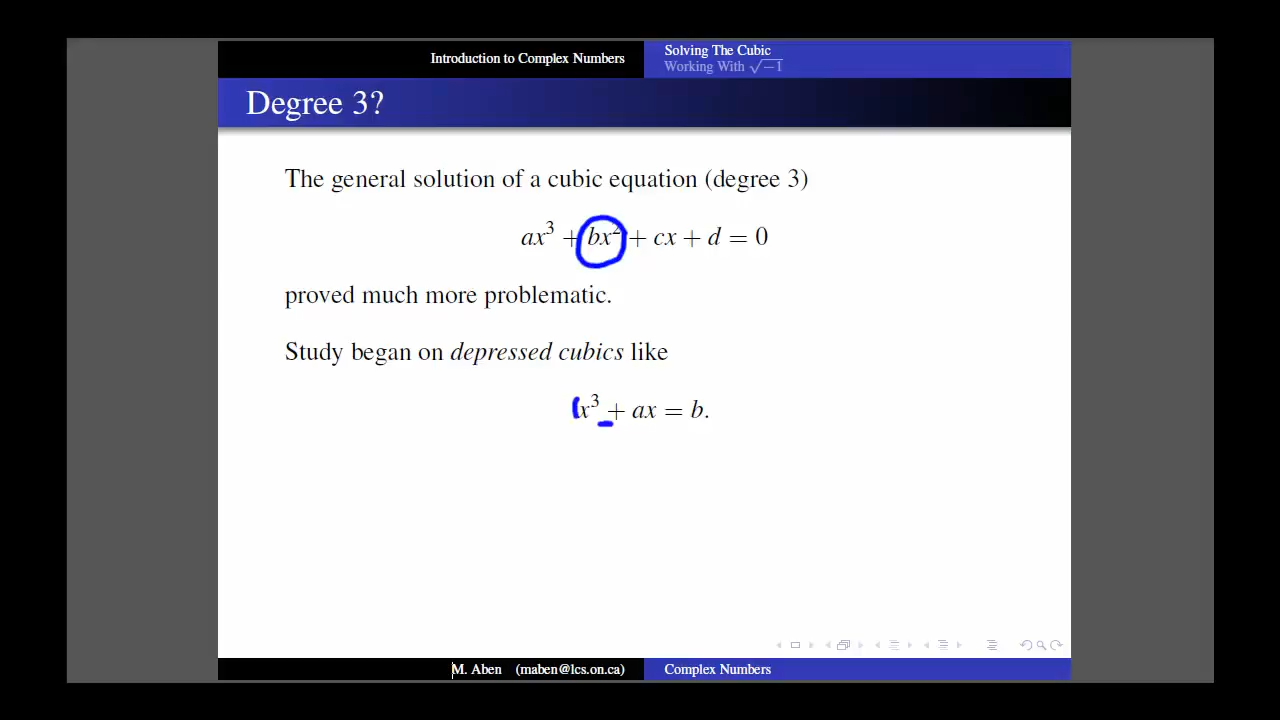 Introduction to Complex Numbers
Solving The Cubic
Working With √−1
Degree 3?
The general solution of a cubic equation (degree 3)
ax³ + bx² + cx + d = 0
proved much more problematic.
Study began on depressed cubics like
x³ + ax = b.
M. Aben (maben@lcs.on.ca)
Complex Numbers